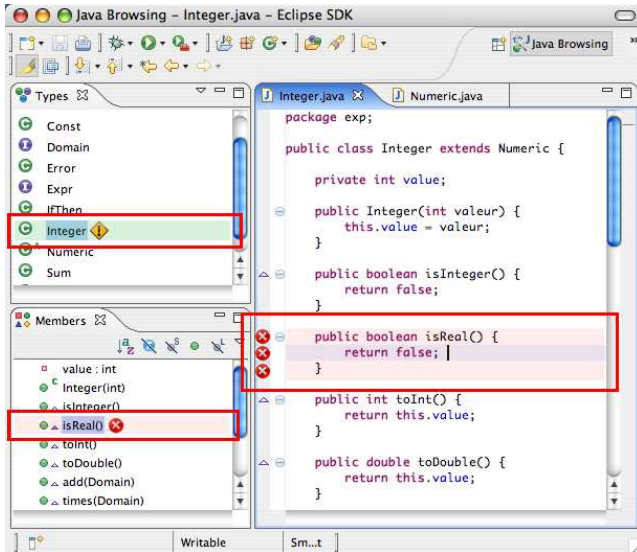 Java Browsing - Integer.java - Eclipse SDK
Java Browsing
Types
Const
Domain
Error
Expr
IfThen
Integer
Numeric
Sum
Members
value : int
Integer(int)
isInteger()
isReal()
toInt()
toDouble()
add(Domain)
times(Domain)
Integer.java
Numeric.java
package exp;
public class Integer extends Numeric {
private int value;
public Integer(int valeur) {
this.value = valeur;
}
public boolean isInteger() {
return false;
}
public boolean isReal() {
return false;
}
public int toInt() {
return this.value;
}
public double toDouble() {
return this.value;
}
Writable
Sm...t